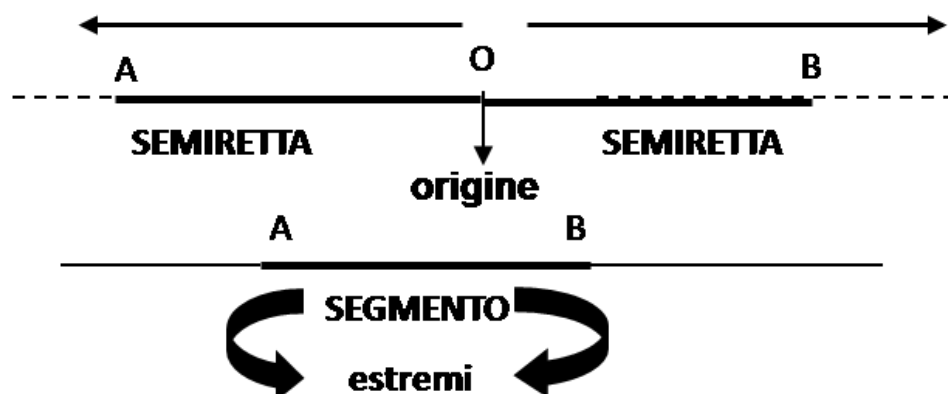 A O B
SEMIRETTA SEMIRETTA
origine
A B
SEGMENTO
estremi